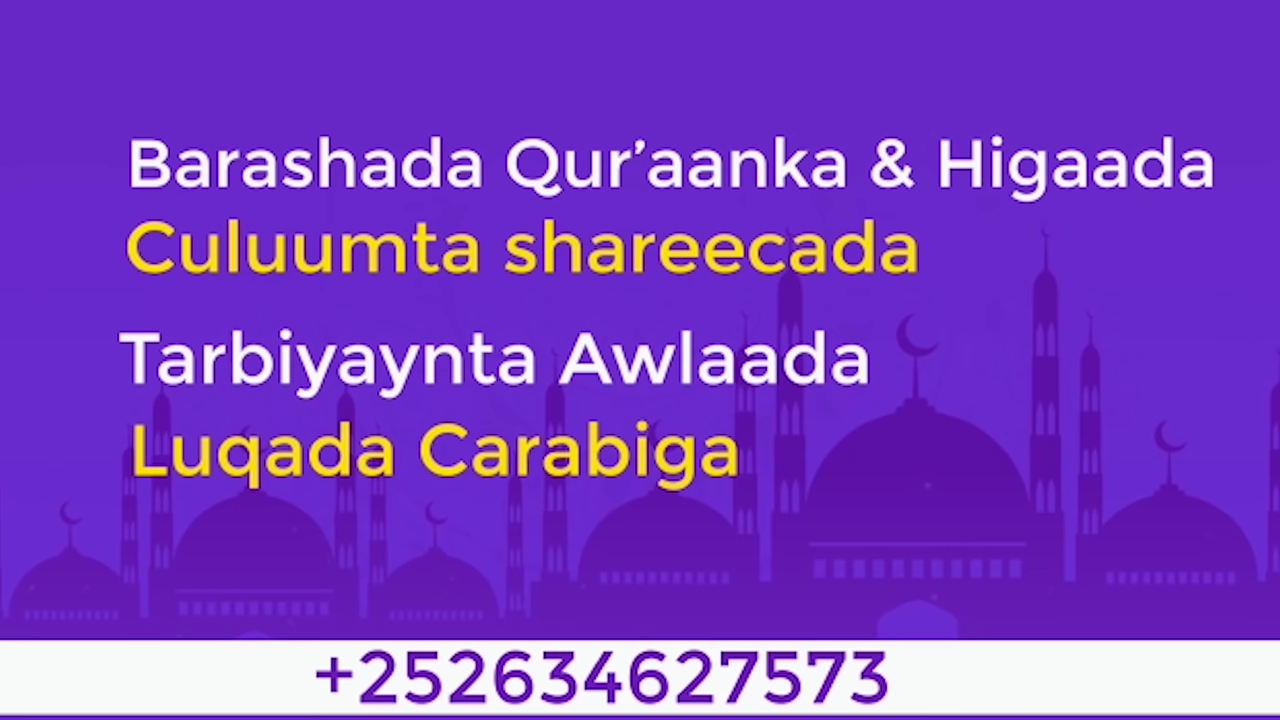 Barashada Qur’aanka & Higaada
Culuumta shareecada
Tarbiyaynta Awlaada
Luqada Carabiga
+252634627573